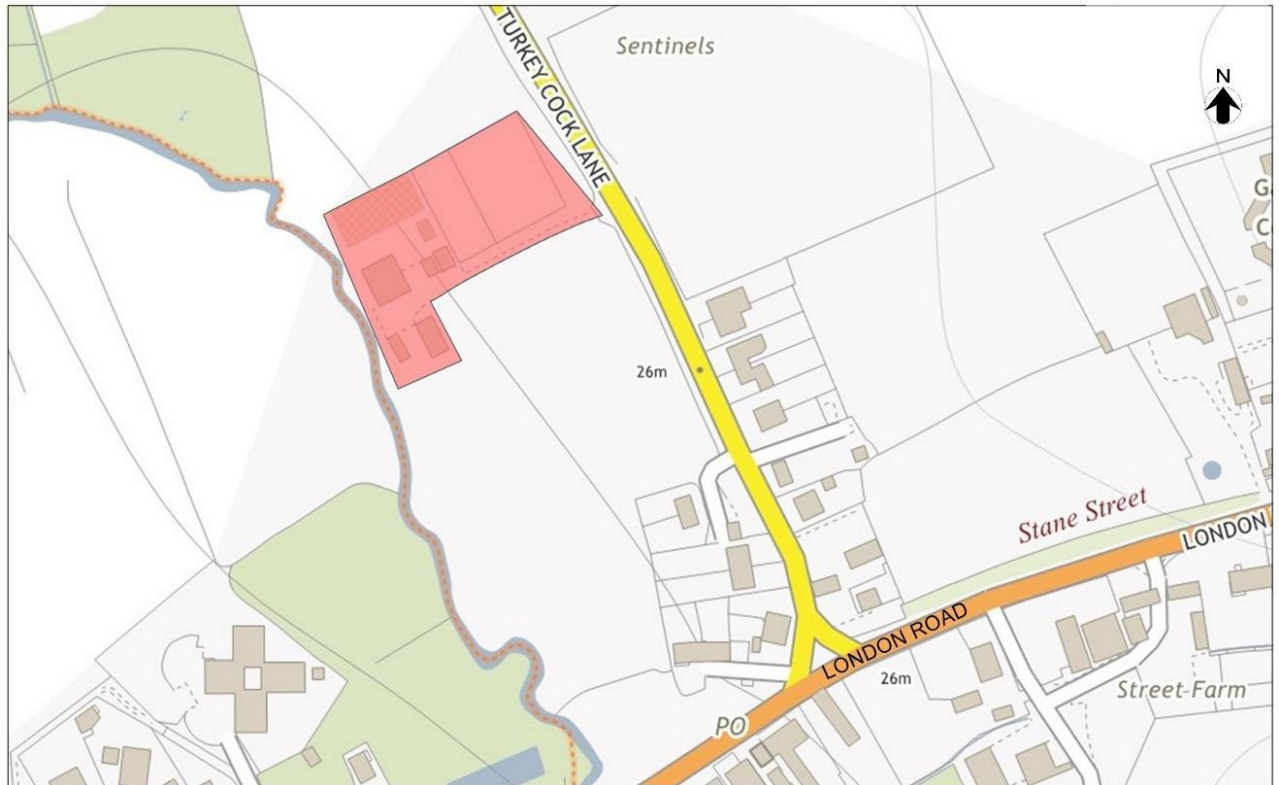 Sentinels
TURKEY COCK LANE
N
26m
Stane Street
LONDON
LONDON ROAD
26m
Street Farm
PO